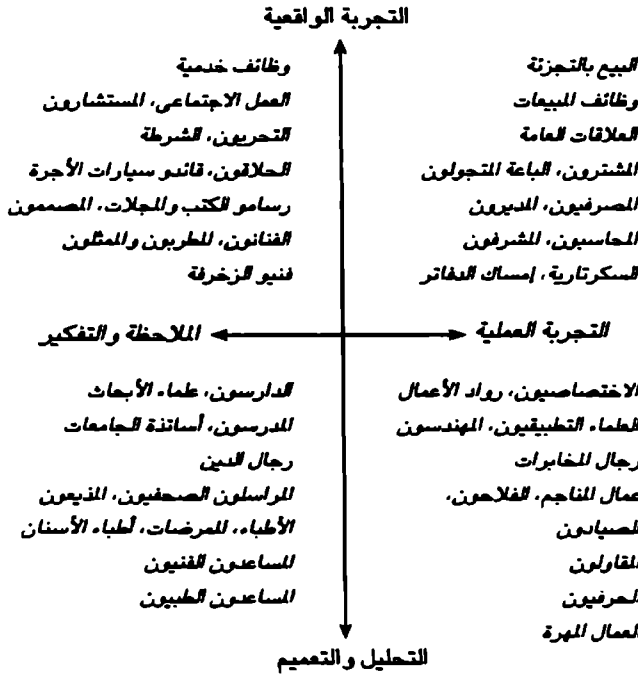 التجربة الواقعية
البيع بالتجزئة
وظائف المبيعات
العلاقات العامة
المشترون، الباعة المتجولون
المصرفيون، المديرون
المحاسبون، المشرفون
السكرتارية، إمساك الدفاتر
وظائف خدمية
العمل الاجتماعي، المستشارون
التحريون، الشرطة
الحلاقون، قائدو سيارات الأجرة
رسامو الكتب والمجلات، المصممون
الفنانون، المطربون والممثلون
فنيو الزخرفة
التجربة العملية
الملاحظة والتفكير
الاختصاصيون، رواد الأعمال
العلماء التطبيقيون، المهندسون
رجال المخابرات
عمال المناجم، الفلاحون،
الصيادون
المقاولون
الحرفيون
العمال المهرة
الدارسون، علماء الأبحاث
المدرسون، أساتذة الجامعات
رجال الدين
المراسلون الصحفيون، المذيعون
الأطباء، الممرضات، أطباء الأسنان
المساعدون الفنيون
المساعدون الطبيون
التحليل والتعميم